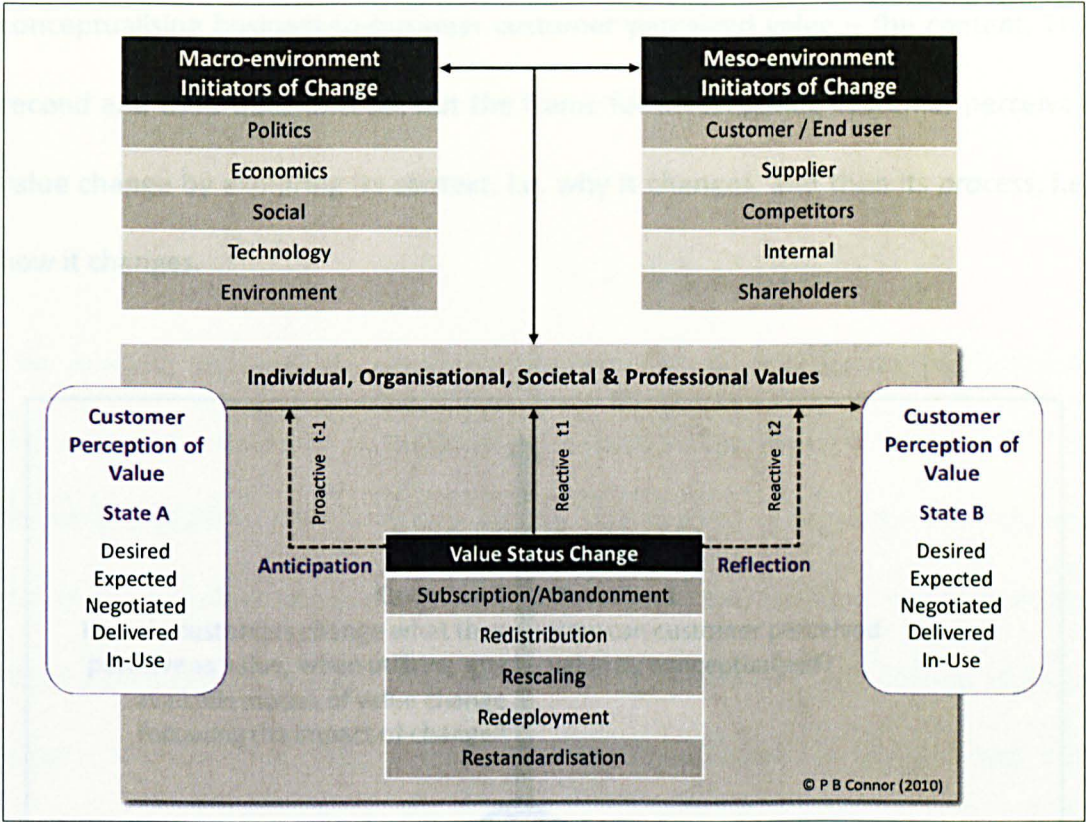 Macro-environment
Initiators of Change
Politics
Economics
Social
Technology
Environment
Meso-environment
Initiators of Change
Customer / End user
Supplier
Competitors
Internal
Shareholders
Individual, Organisational, Societal & Professional Values
Customer
Perception of
Value
State A
Desired
Expected
Negotiated
Delivered
In-Use
Proactive t-1
Reactive t1
Reactive t2
Anticipation
Reflection
Value Status Change
Subscription/Abandonment
Redistribution
Rescaling
Redeployment
Restandardisation
Customer
Perception of
Value
State B
Desired
Expected
Negotiated
Delivered
In-Use
© P B Connor (2010)